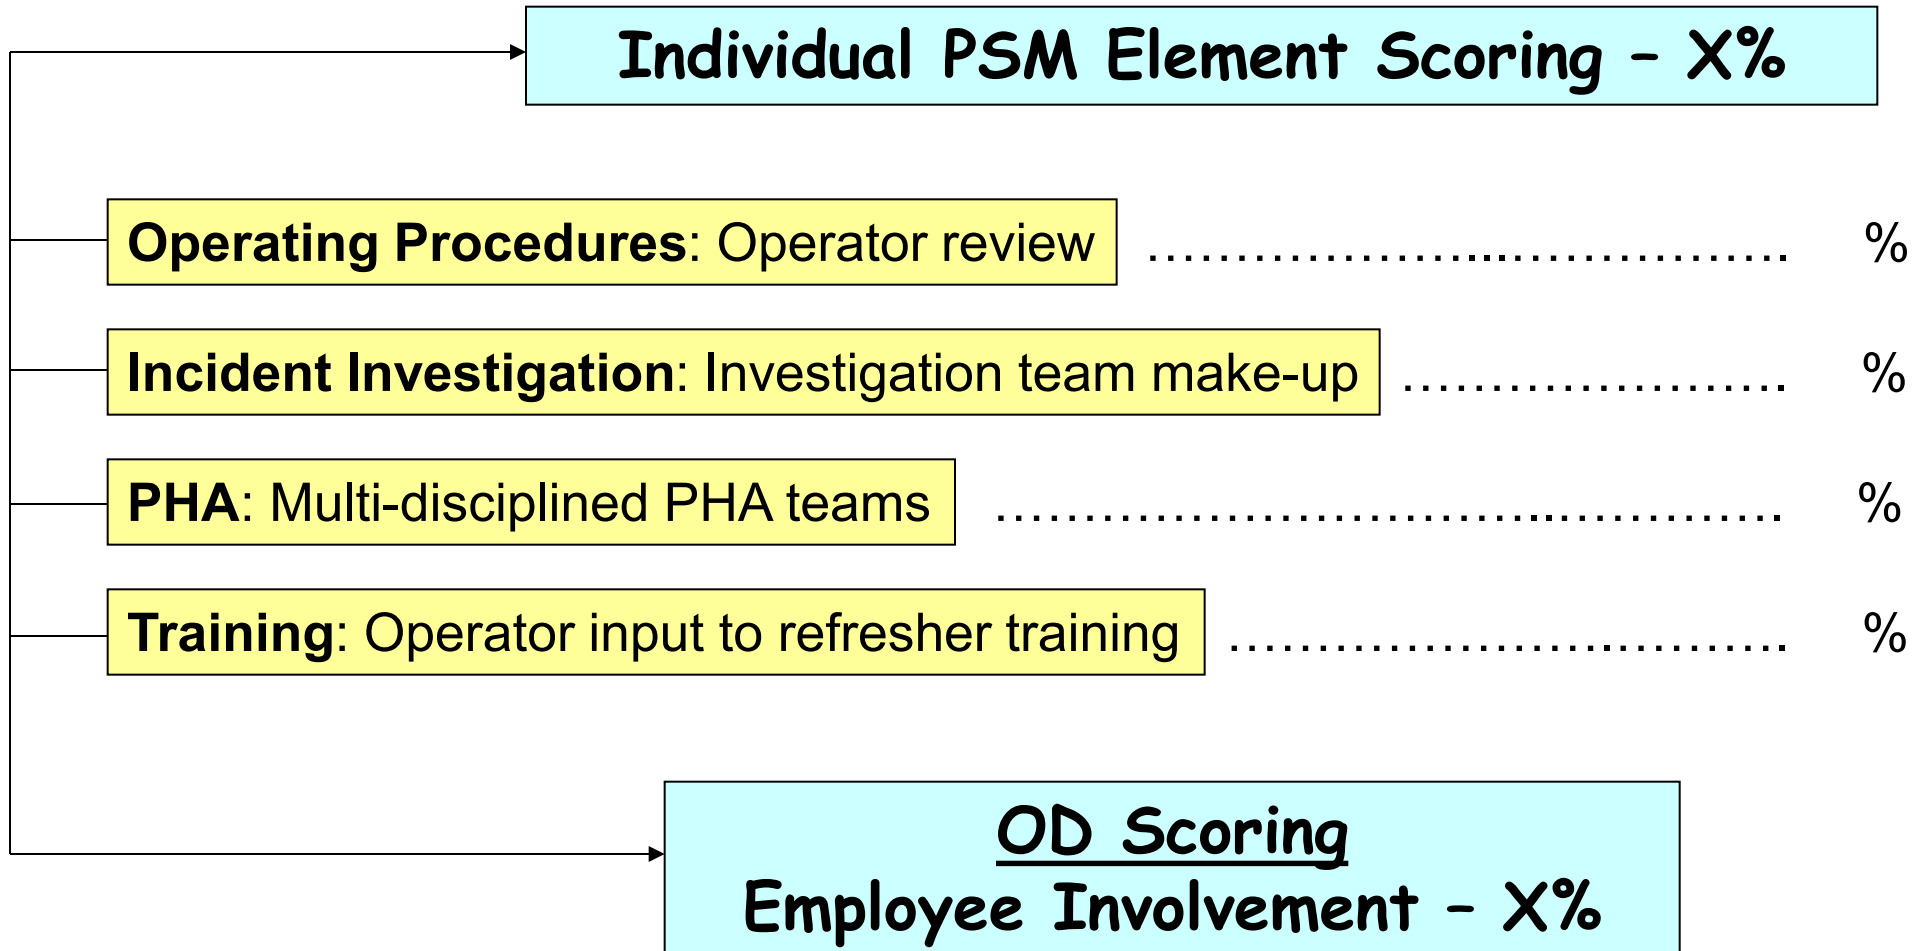 Individual PSM Element Scoring – X%
Operating Procedures: Operator review ………………...……………. %
Incident Investigation: Investigation team make-up …………………. %
PHA: Multi-disciplined PHA teams …………………………..…………. %
Training: Operator input to refresher training ………………….………. %
OD Scoring
Employee Involvement – X%